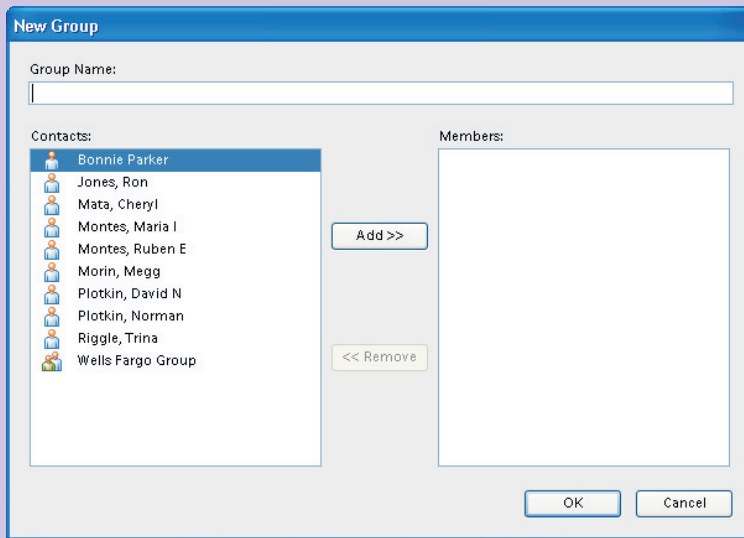 New Group
Group Name:
Contacts:
Members:
Bonnie Parker
Jones, Ron
Mata, Cheryl
Montes, Maria I
Montes, Ruben E
Morin, Megg
Plotkin, David N
Plotkin, Norman
Riggle, Trina
Wells Fargo Group
Add >>
<< Remove
OK
Cancel